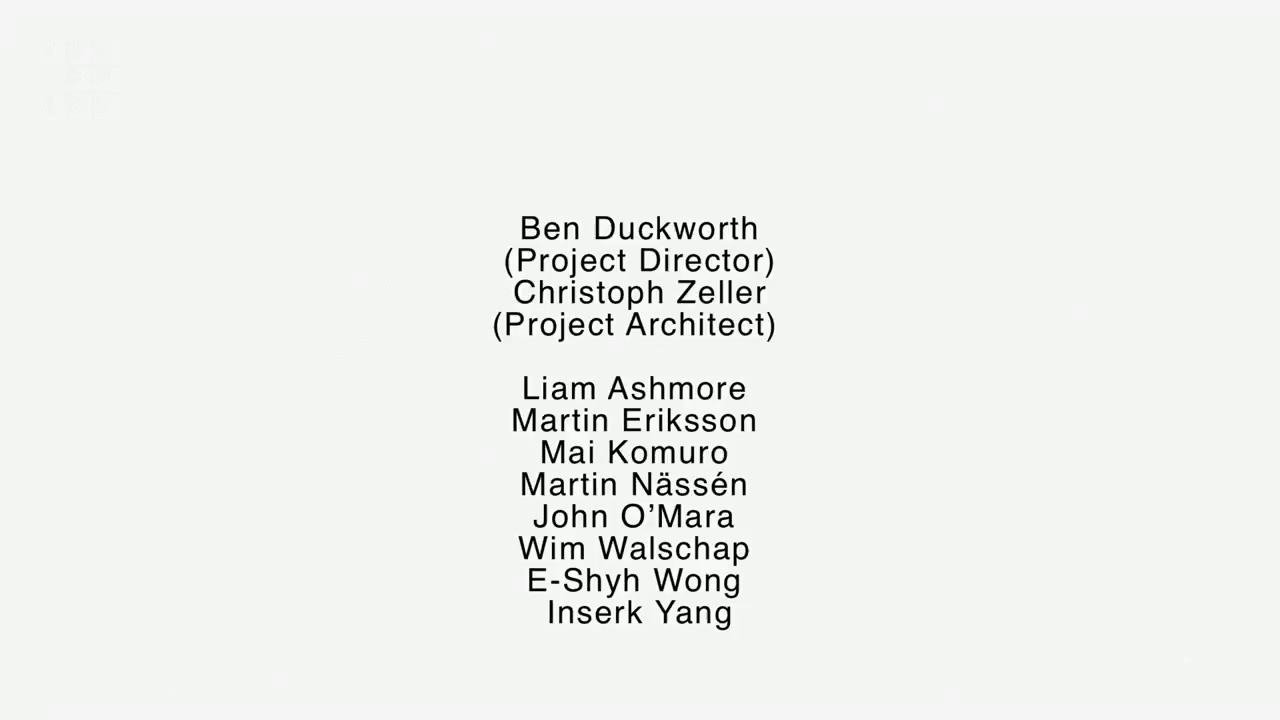 Ben Duckworth
(Project Director)
Christoph Zeller
(Project Architect)
Liam Ashmore
Martin Eriksson
Mai Komuro
Martin Nässén
John O’Mara
Wim Walschap
E-Shyh Wong
Inserk Yang